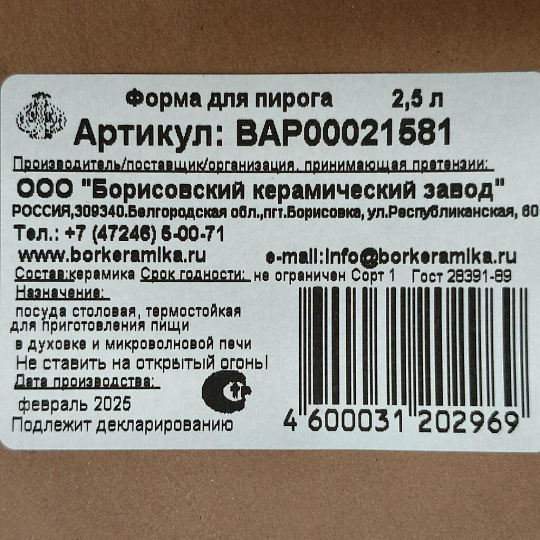 Форма для пирога 2,5 л
Артикул: ВАР00021581
Производитель/поставщик/организация, принимающая претензии:
ООО "Борисовский керамический завод"
РОССИЯ,309340.Белгородская обл.,пгт.Борисовка, ул.Республиканская, 60
Тел.: +7 (47246) 5-00-71
www.borkeramika.ru e-mail:info@borkeramika.ru
Состав:керамика Срок годности: не ограничен Сорт 1 Гост 28391-89
Назначение:
посуда столовая, термостойкая
для приготовления пищи
в духовке и микроволновой печи
Не ставить на открытый огонь!
Дата производства:
февраль 2025
Подлежит декларированию
4 600031 202969